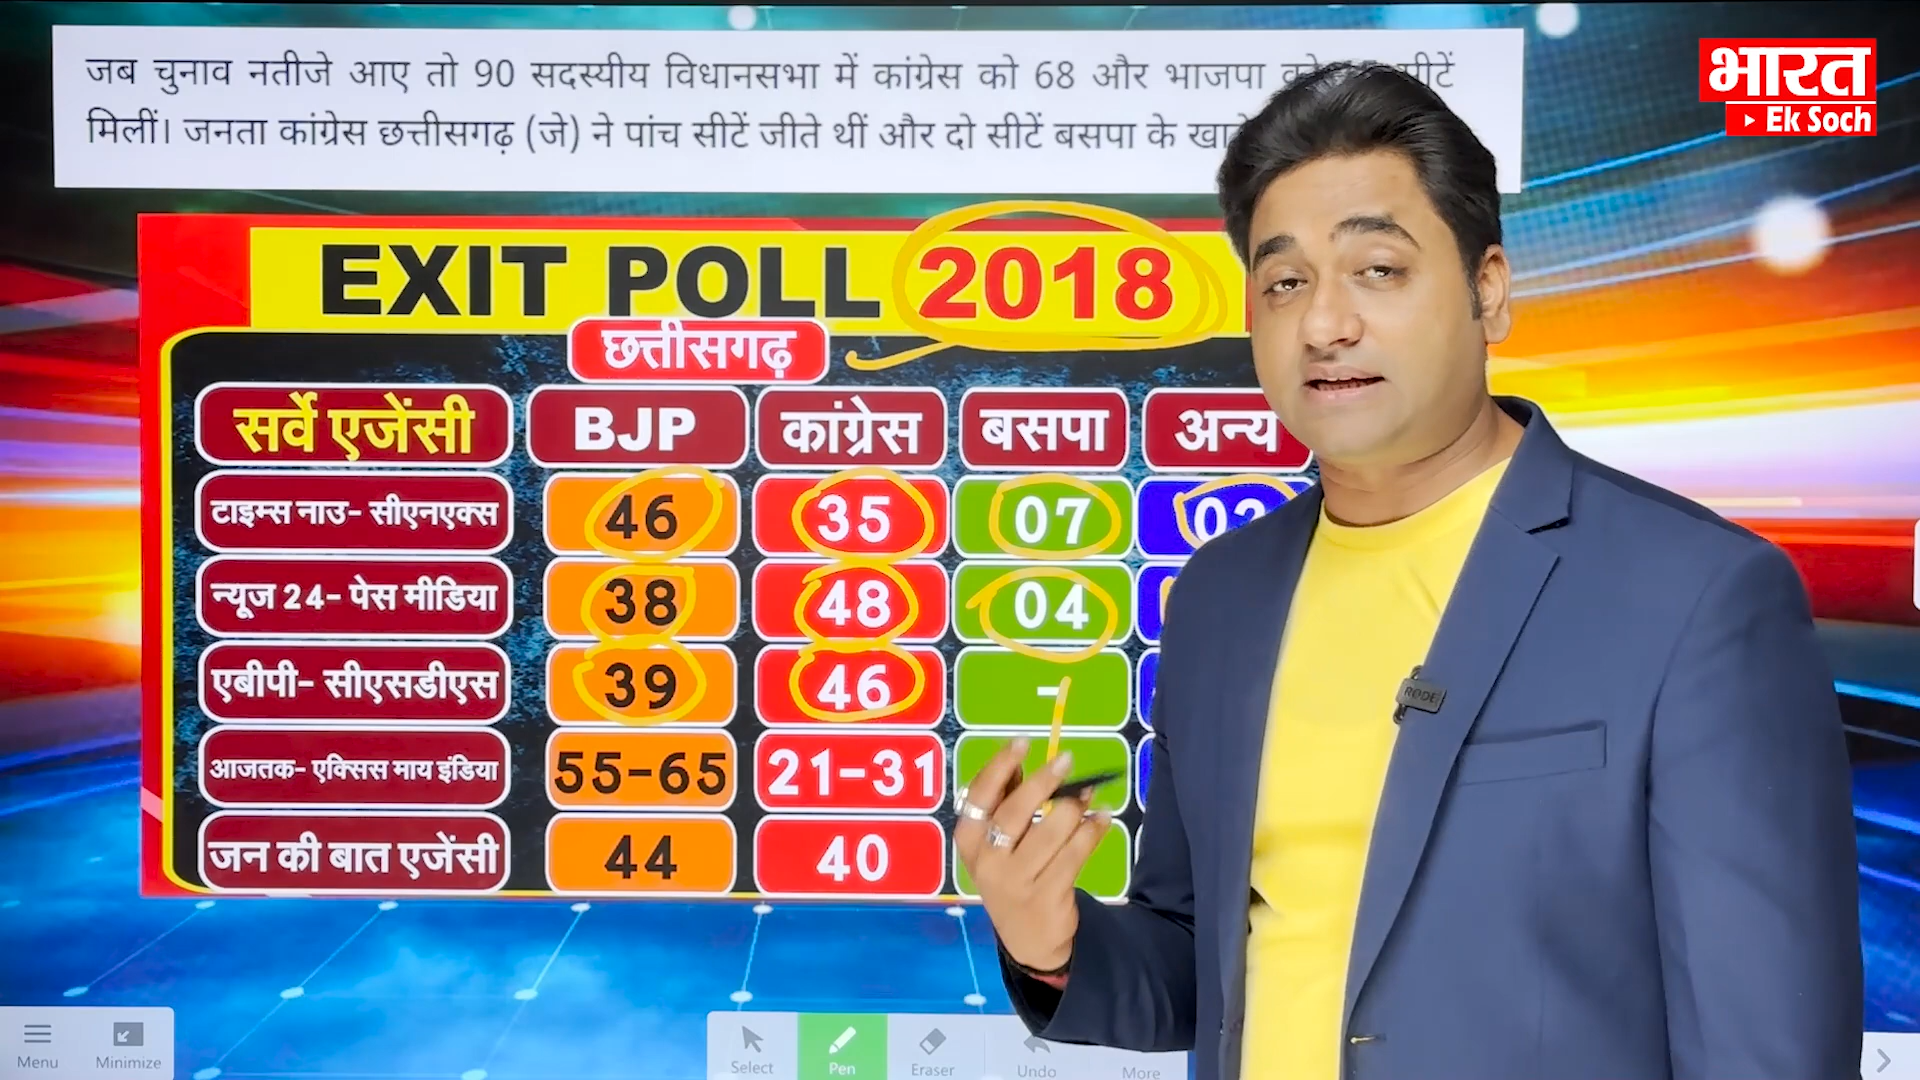 जब चुनाव नतीजे आए तो 90 सदस्यीय विधानसभा में कांग्रेस को 68 और भाजपा सीटें
मिलीं। जनता कांग्रेस छत्तीसगढ़ (जे) ने पांच सीटें जीते थीं और दो सीटें बसपा के
भारत
Ek Soch
EXIT POLL 2018
छत्तीसगढ़
सर्वे एजेंसी BJP कांग्रेस बसपा अन्य
टाइम्स नाउ- सीएनएक्स 46 35 07
न्यूज 24- पेस मीडिया 38 48 04
एबीपी- सीएसडीएस 39 46 -
आजतक- एक्सिस माय इंडिया 55-65 21-31
जन की बात एजेंसी 44 40
RODE
Menu Minimize Select Pen Eraser Undo More